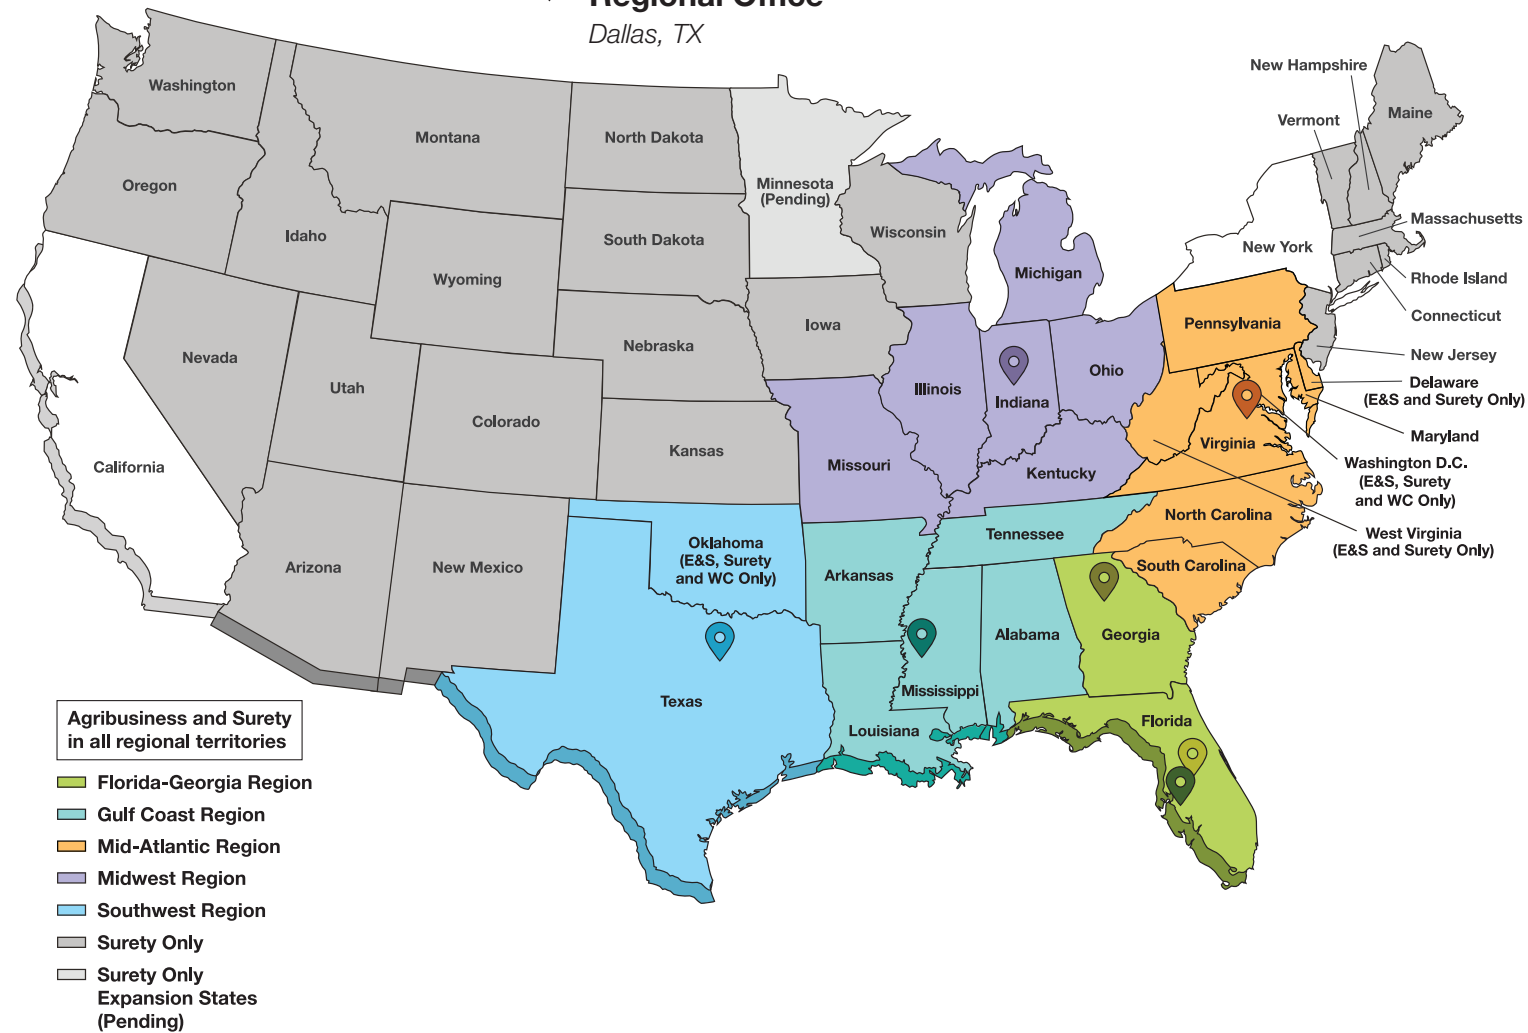 Regional Office
Dallas, TX
Washington
Montana
North Dakota
Minnesota
(Pending)
New Hampshire
Vermont
Maine
Oregon
Idaho
South Dakota
Wisconsin
Massachusetts
New York
Wyoming
Michigan
Rhode Island
Connecticut
Iowa
Pennsylvania
Nebraska
Nevada
Utah
New Jersey
Ohio
Illinois
Indiana
Delaware
(E&S and Surety Only)
Colorado
Maryland
Kansas
Virginia
California
Missouri
Kentucky
Washington D.C.
(E&S, Surety
and WC Only)
North Carolina
Tennessee
West Virginia
(E&S and Surety Only)
Oklahoma
(E&S, Surety
and WC Only)
Arizona
New Mexico
Arkansas
South Carolina
Alabama
Georgia
Mississippi
Texas
Louisiana
Florida
Agribusiness and Surety
in all regional territories
Florida-Georgia Region
Gulf Coast Region
Mid-Atlantic Region
Midwest Region
Southwest Region
Surety Only
Surety Only
Expansion States
(Pending)